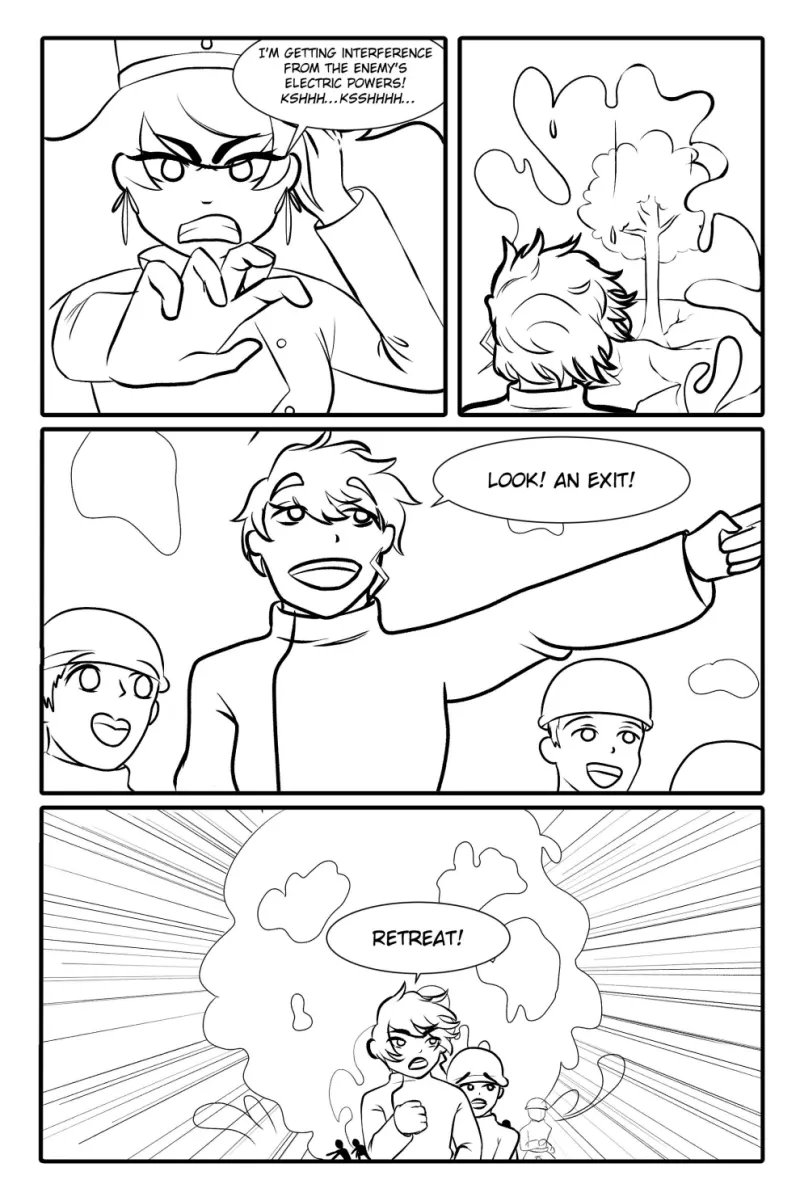 I'M GETTING INTERFERENCE
FROM THE ENEMY'S
ELECTRIC POWERS!
KSHHH...KSSHHHH...
LOOK! AN EXIT!
RETREAT!